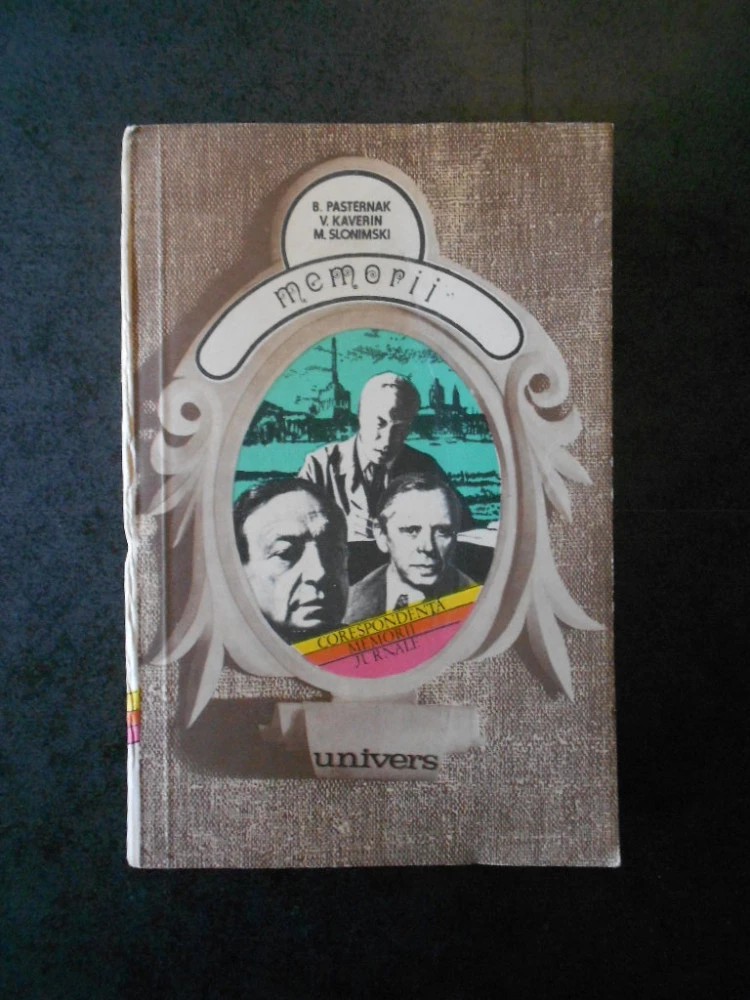 B. PASTERNAK
V. KAVERIN
M. SLONIMSKI
memorii
CORESPONDENȚĂ
MEMORII
JURNALE
univers